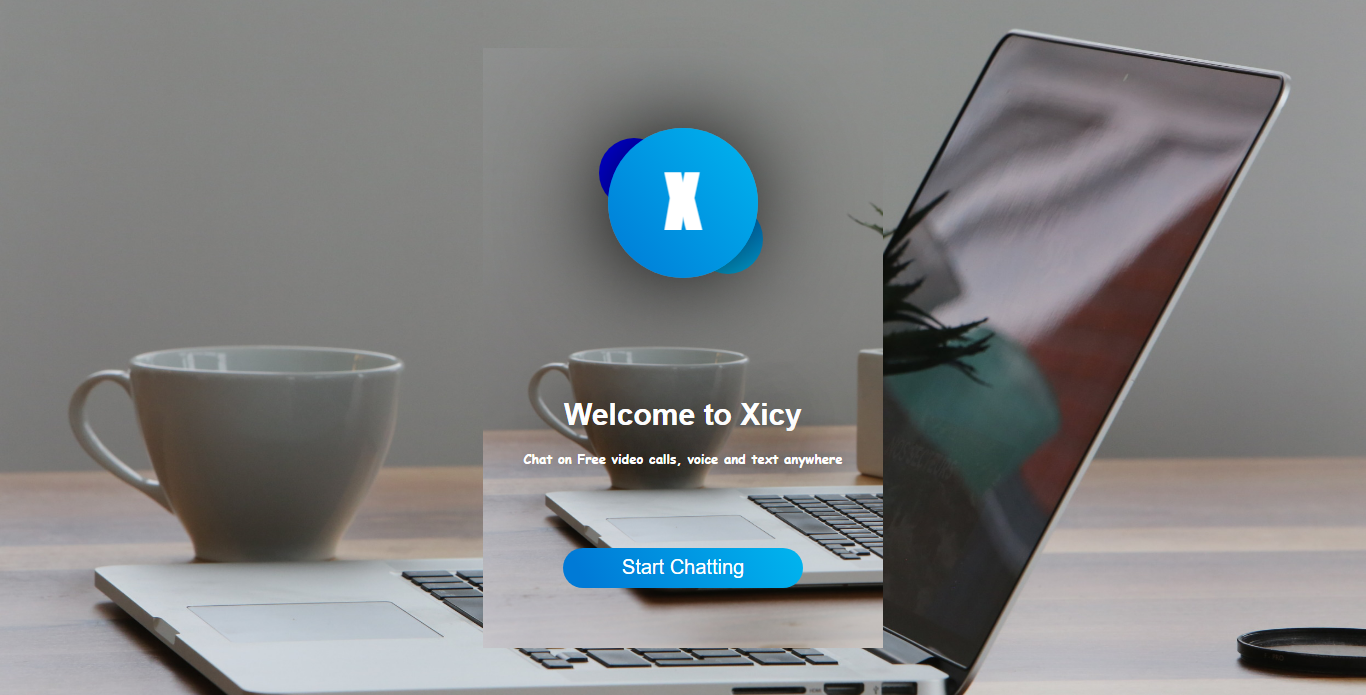 X
Welcome to Xicy
Chat on Free video calls, voice and text anywhere
Start Chatting